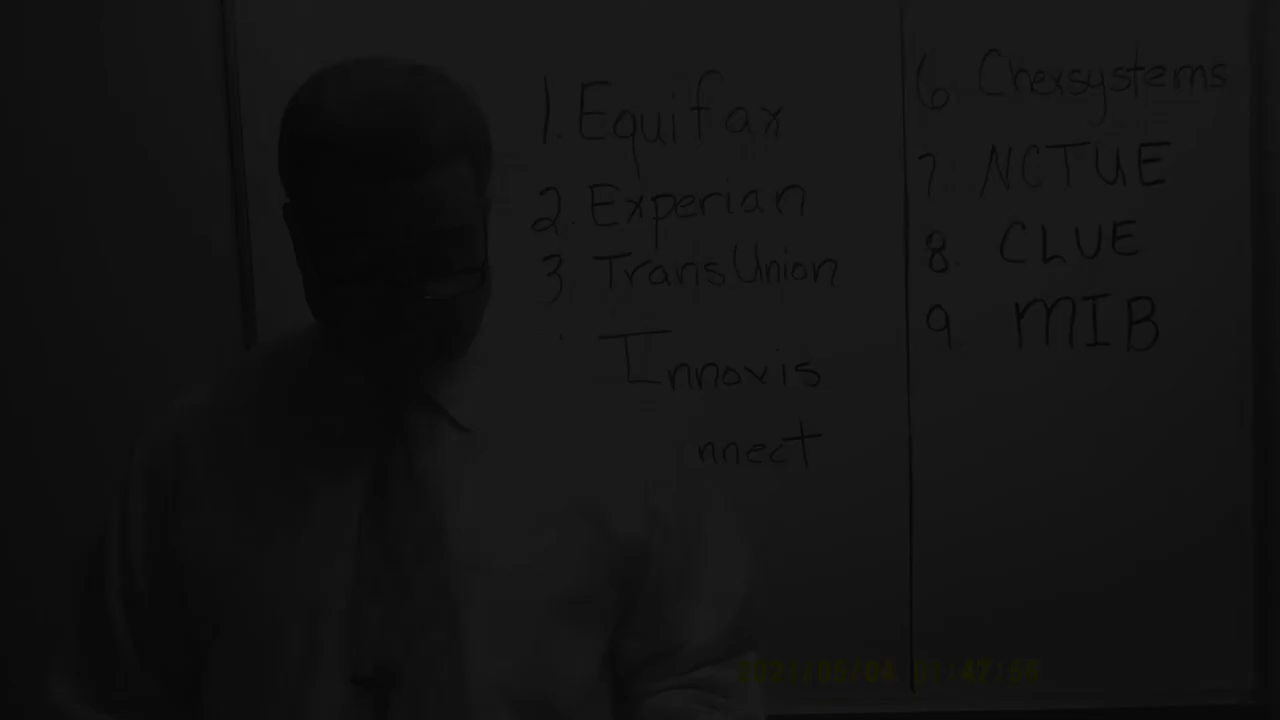 1. Equifax
2. Experian
3. TransUnion
Innovis
nnect
6. Chexsystems
7. NCTUE
8. CLUE
9 MIB